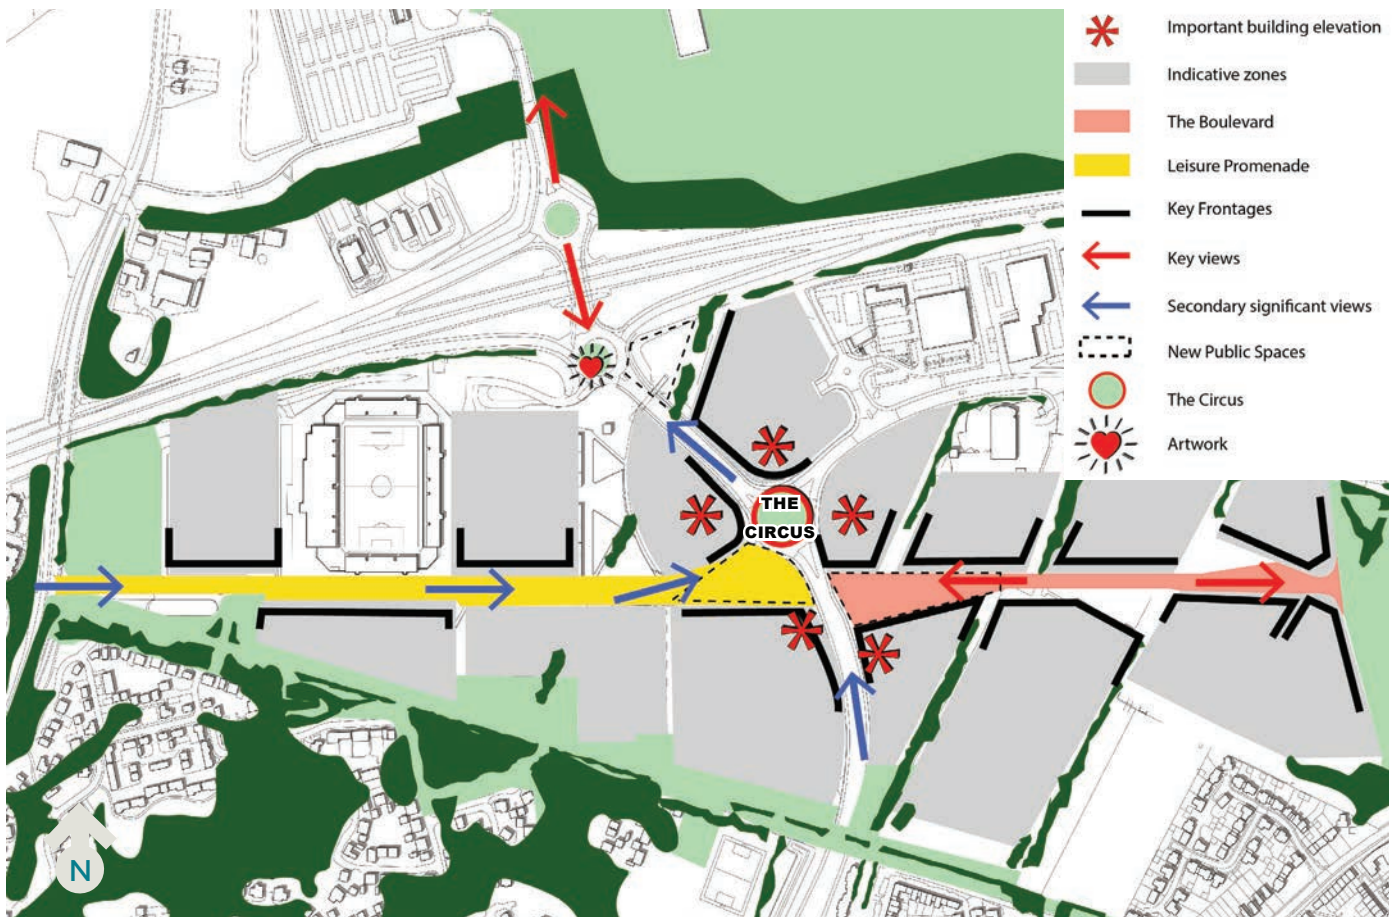 Important building elevation
Indicative zones
The Boulevard
Leisure Promenade
Key Frontages
Key views
Secondary significant views
New Public Spaces
The Circus
Artwork
THE
CIRCUS
N